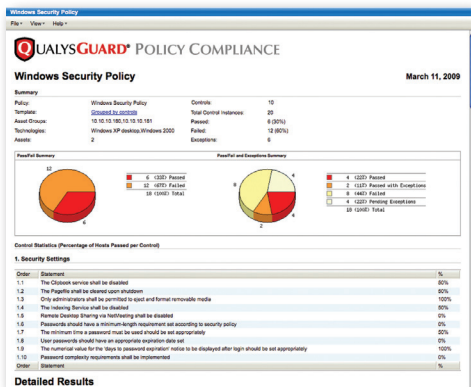 Windows Security Policy
File View Help
QUALYSGUARD® POLICY COMPLIANCE
Windows Security Policy March 11, 2009
Summary
Policy: Windows Security Policy Controls: 10
Template: Grouped by controls Total Control Instances: 20
Asset Groups: 10.10.10.180,10.10.10.151 Passed: 6 (30%)
Technologies: Windows XP desktop,Windows 2000 Failed: 12 (60%)
Assets: 2 Exceptions: 6
Pass/Fail Summary Pass/Fail and Exceptions Summary
12
6
6 (33%) Passed
12 (67%) Failed
18 (100%) Total
4
8
4
2
4 (22%) Passed
2 (11%) Passed with Exceptions
8 (44%) Failed
4 (22%) Pending Exceptions
18 (100%) Total
Control Statistics (Percentage of Hosts Passed per Control)
1. Security Settings
Order Statement %
1.1 The Clipbook service shall be disabled 50%
1.2 The Pagefile shall be cleared upon shutdown 50%
1.3 Only administrators shall be permitted to eject and format removable media 100%
1.4 The Indexing Service shall be disabled 50%
1.5 Remote Desktop Sharing via NetMeeting shall be disabled 0%
1.6 Passwords should have a minimum-length requirement set according to security policy 0%
1.7 The minimum time a password must be used should be set appropriately 50%
1.8 User passwords should have an appropriate expiration date set 0%
1.9 The numerical value for the 'days to password expiration' notice to be displayed after login should be set appropriately 100%
1.10 Password complexity requirements shall be implemented 0%
Detailed Results